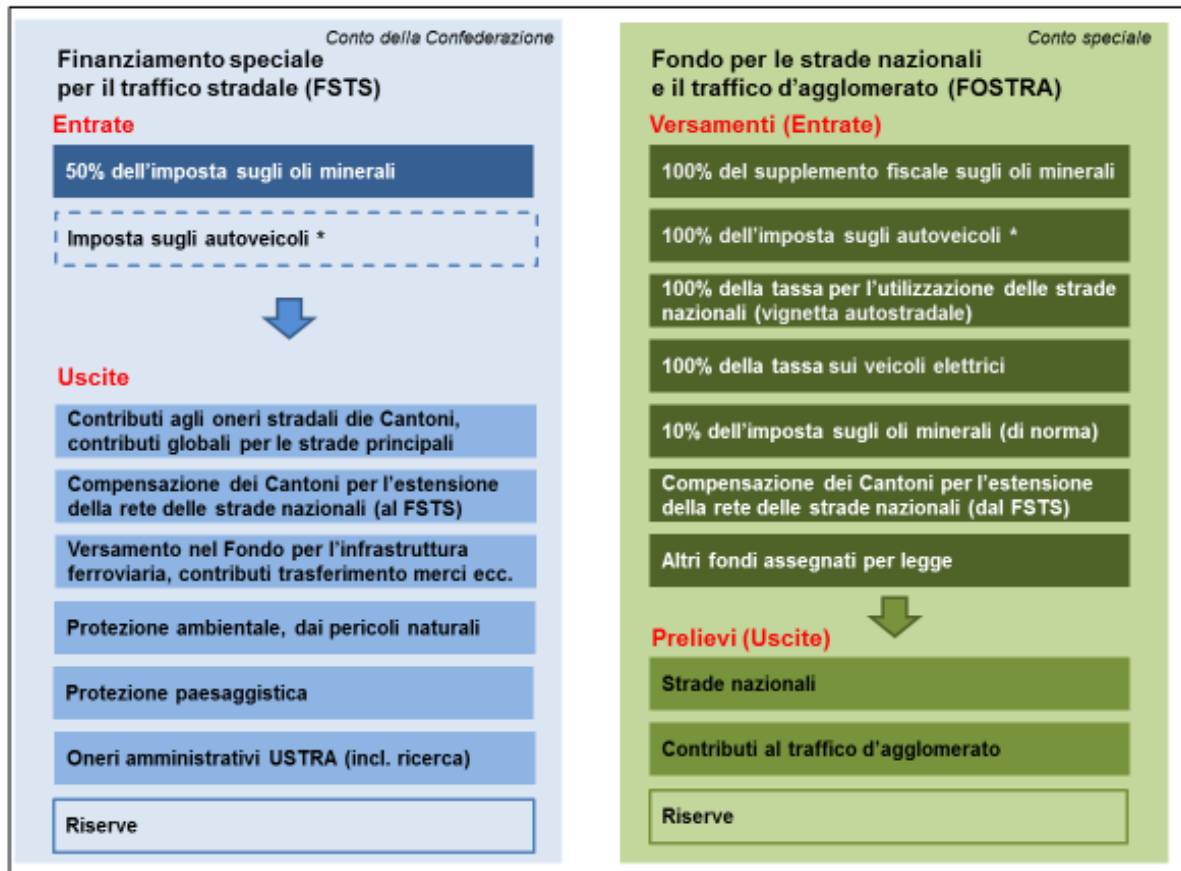 Conto della Confederazione
Finanziamento speciale
per il traffico stradale (FSTS)
Entrate
50% dell'imposta sugli oli minerali
Imposta sugli autoveicoli *
Uscite
Contributi agli oneri stradali die Cantoni,
contributi globali per le strade principali
Compensazione dei Cantoni per l'estensione
della rete delle strade nazionali (al FSTS)
Versamento nel Fondo per l'infrastruttura
ferroviaria, contributi trasferimento merci ecc.
Protezione ambientale, dai pericoli naturali
Protezione paesaggistica
Oneri amministrativi USTRA (incl. ricerca)
Riserve
Conto speciale
Fondo per le strade nazionali
e il traffico d'agglomerato (FOSTRA)
Versamenti (Entrate)
100% del supplemento fiscale sugli oli minerali
100% dell'imposta sugli autoveicoli *
100% della tassa per l'utilizzazione delle strade
nazionali (vignetta autostradale)
100% della tassa sui veicoli elettrici
10% dell'imposta sugli oli minerali (di norma)
Compensazione dei Cantoni per l'estensione
della rete delle strade nazionali (dal FSTS)
Altri fondi assegnati per legge
Prelievi (Uscite)
Strade nazionali
Contributi al traffico d'agglomerato
Riserve